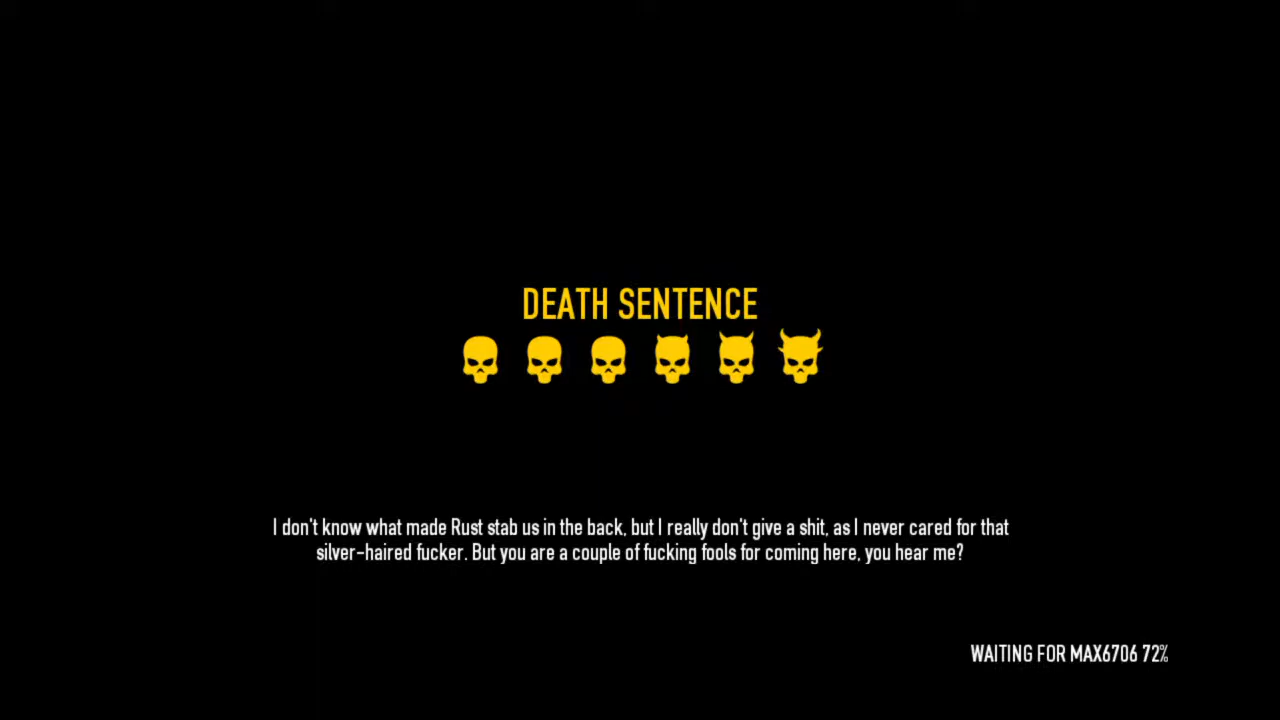 DEATH SENTENCE
I don't know what made Rust stab us in the back, but I really don't give a shit, as I never cared for that
silver-haired fucker. But you are a couple of fucking fools for coming here, you hear me?
WAITING FOR MAX6706 72%